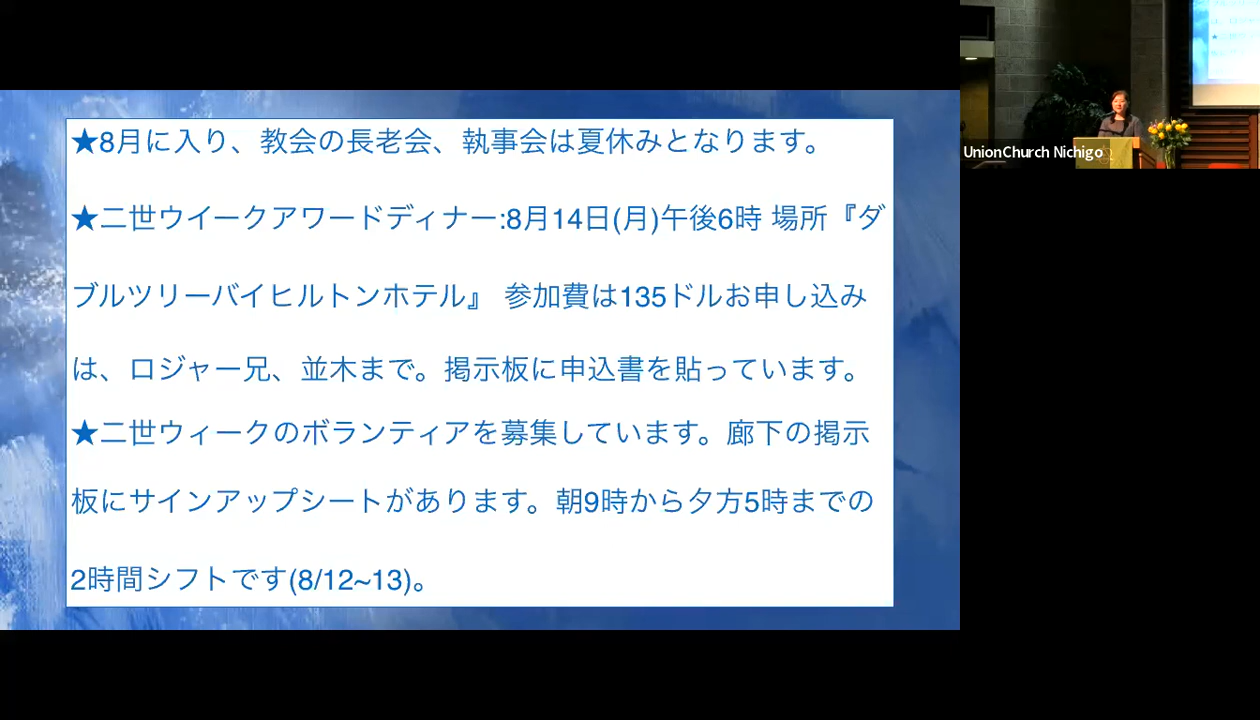 ★8月に入り、教会の長老会、執事会は夏休みとなります。
★二世ウイークアワードディナー:8月14日(月)午後6時 場所『ダ
ブルツリーバイヒルトンホテル』 参加費は135ドルお申し込み
は、ロジャー兄、並木まで。掲示板に申込書を貼っています。
★二世ウィークのボランティアを募集しています。廊下の掲示
板にサインアップシートがあります。朝9時から夕方5時までの
2時間シフトです(8/12~13)。
UnionChurch Nichigo